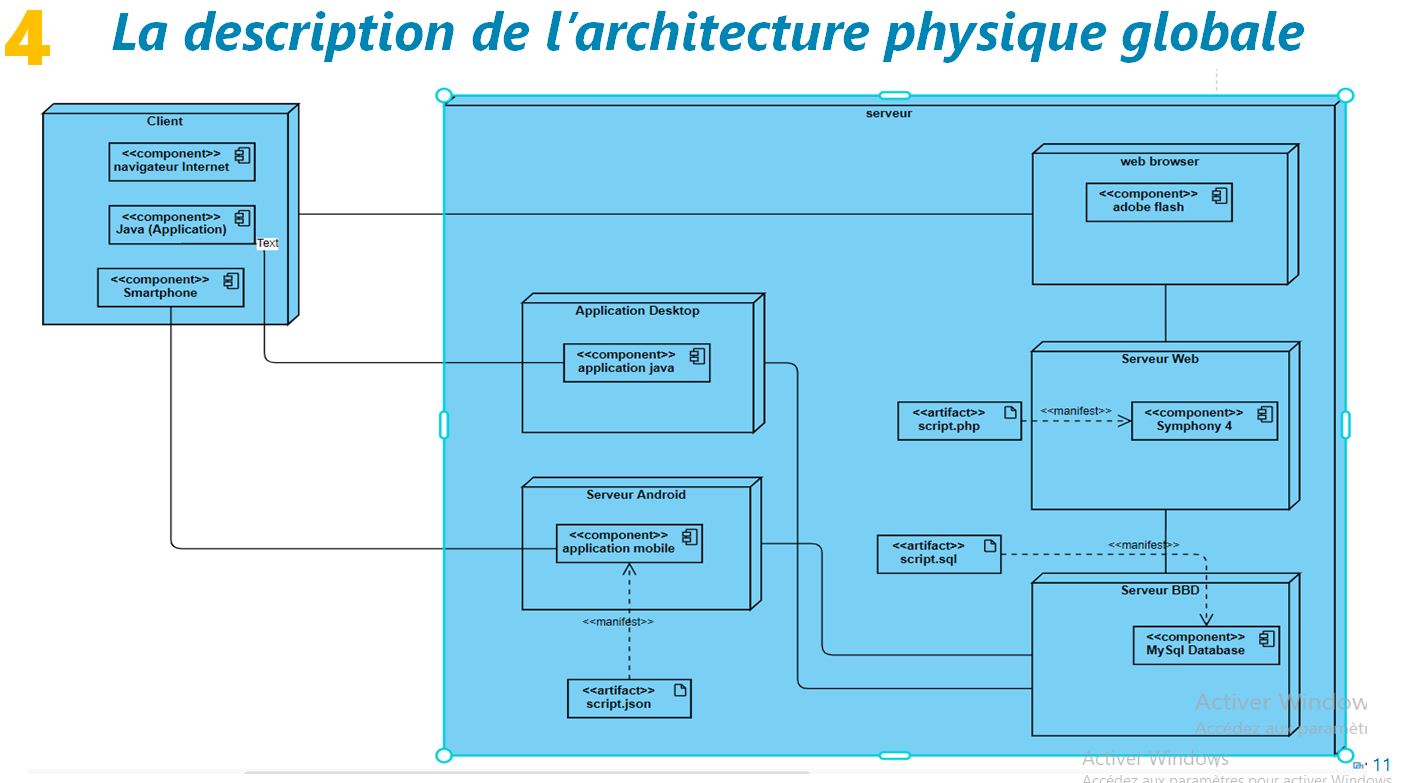 4 La description de l’architecture physique globale
Client
<<component>>
navigateur Internet
<<component>>
Java (Application)
Text
<<component>>
Smartphone
serveur
web browser
<<component>>
adobe flash
Application Desktop
<<component>>
application java
Serveur Web
<<artifact>>
script.php
<<manifest>>
<<component>>
Symphony 4
Serveur Android
<<component>>
application mobile
<<manifest>>
<<artifact>>
script.json
<<artifact>>
script.sql
<<manifest>>
Serveur BBD
<<component>>
MySql Database
Activer Window
Accédez aux paramètr
Activer Windows
Accédez aux paramètres pour activer Windows
11